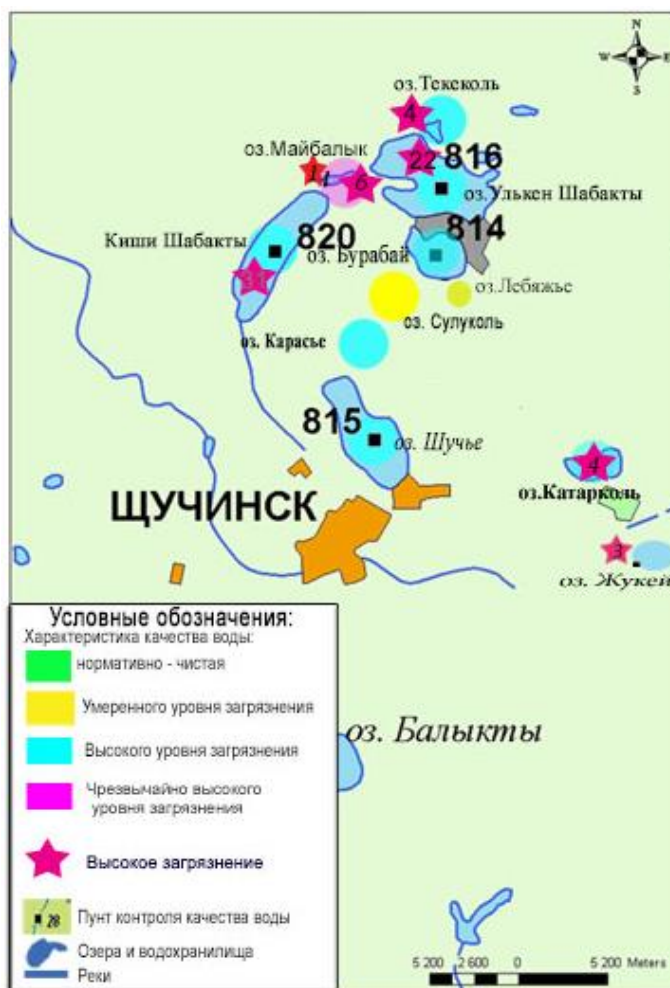 N
W E
S
оз.Текеколь
4
оз.Майбалык
22 816
6
оз.Улькен Шабакты
820 814
Киши Шабакты
оз. Бурабай
оз.Лебяжье
оз. Сулуколь
оз. Карасье
815
оз. Шучье
4
ЩУЧИНСК
оз.Катарколь
3
оз. Жукей
Условные обозначения:
Характеристика качества воды:
нормативно - чистая
Умеренного уровня загрязнения
Высокого уровня загрязнения
Чрезвычайно высокого
уровня загрязнения
оз. Балыкты
Высокое загрязнение
28 Пунт контроля качества воды
Озера и водохранилища
Реки
5 200 2 600 0 5 200 Meters